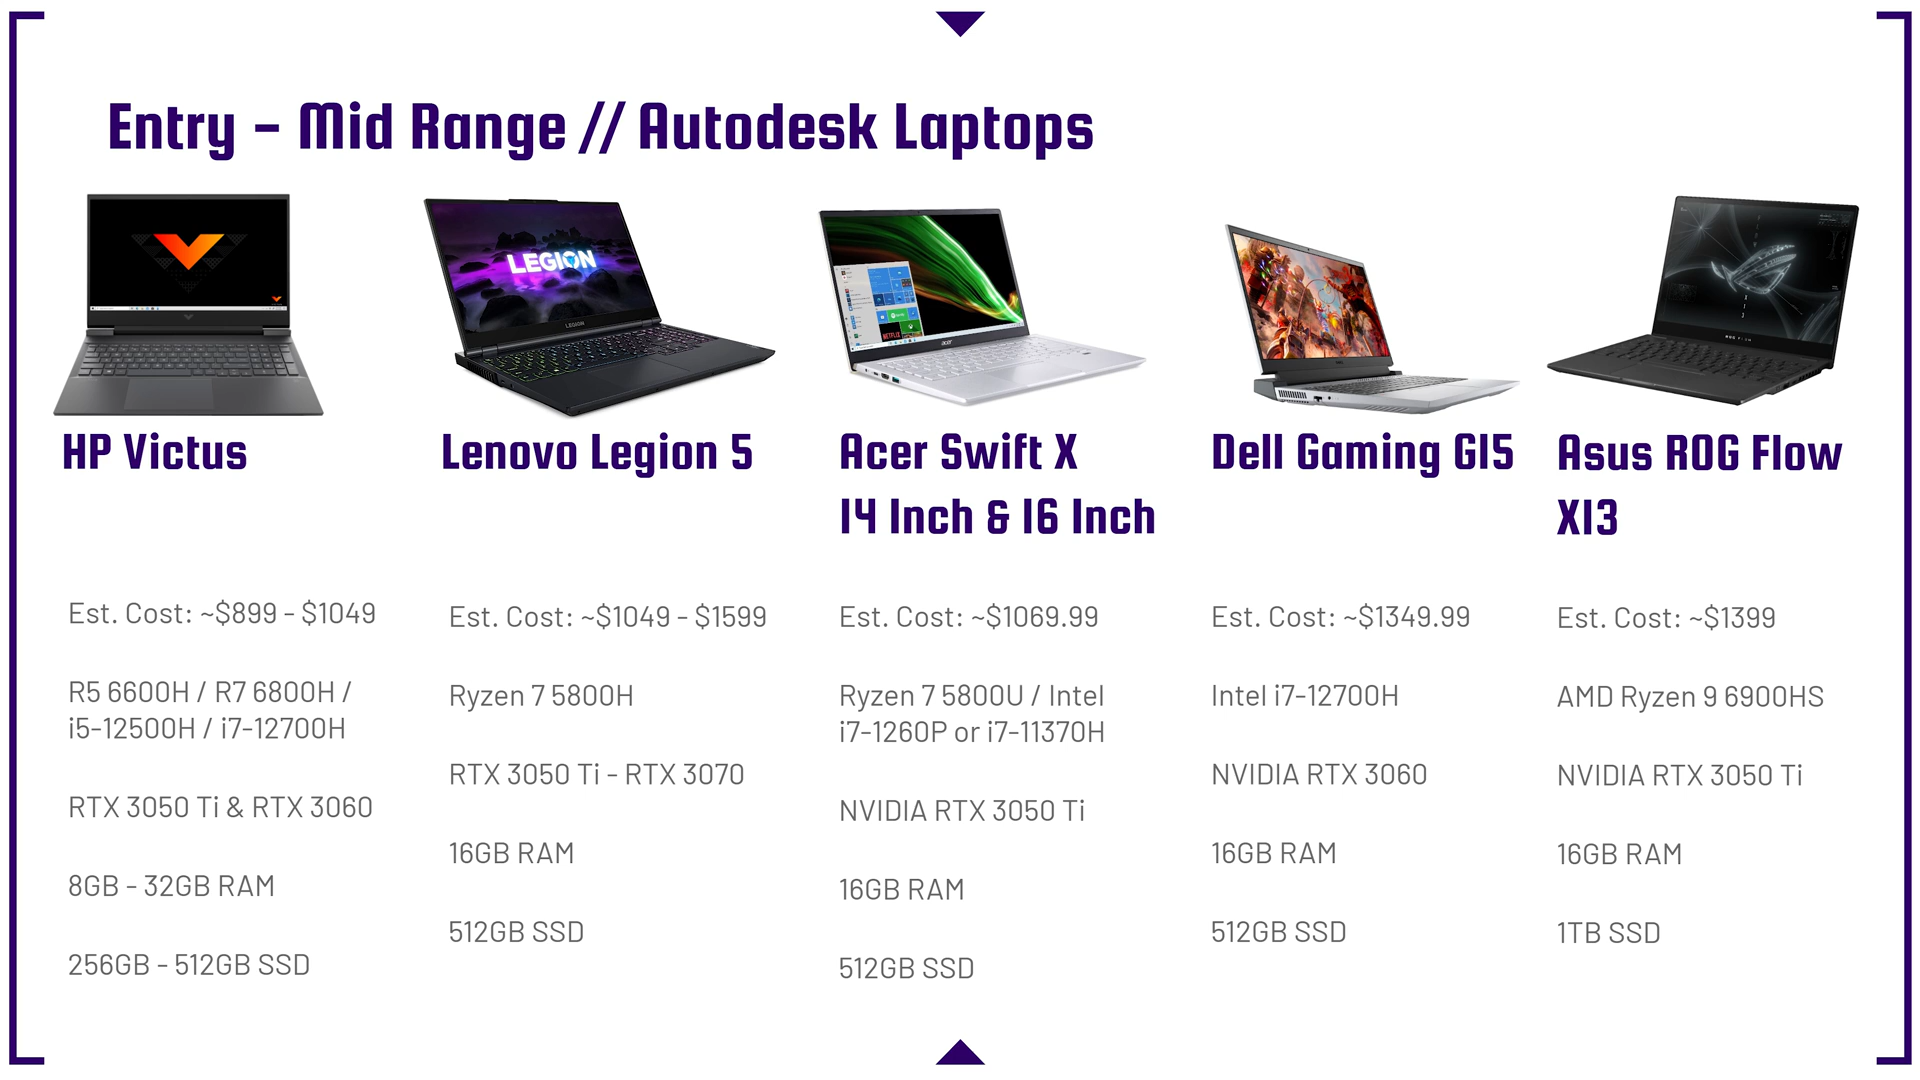 Entry - Mid Range // Autodesk Laptops
LEGION
LEGION
acer
HP Victus
Lenovo Legion 5
Acer Swift X
14 Inch & 16 Inch
Dell Gaming G15
Asus ROG Flow
X13
Est. Cost: ~$899 - $1049
R5 6600H / R7 6800H /
i5-12500H / i7-12700H
RTX 3050 Ti & RTX 3060
8GB - 32GB RAM
256GB - 512GB SSD
Est. Cost: ~$1049 - $1599
Ryzen 7 5800H
RTX 3050 Ti - RTX 3070
16GB RAM
512GB SSD
Est. Cost: ~$1069.99
Ryzen 7 5800U / Intel
i7-1260P or i7-11370H
NVIDIA RTX 3050 Ti
16GB RAM
512GB SSD
Est. Cost: ~$1349.99
Intel i7-12700H
NVIDIA RTX 3060
16GB RAM
512GB SSD
Est. Cost: ~$1399
AMD Ryzen 9 6900HS
NVIDIA RTX 3050 Ti
16GB RAM
1TB SSD